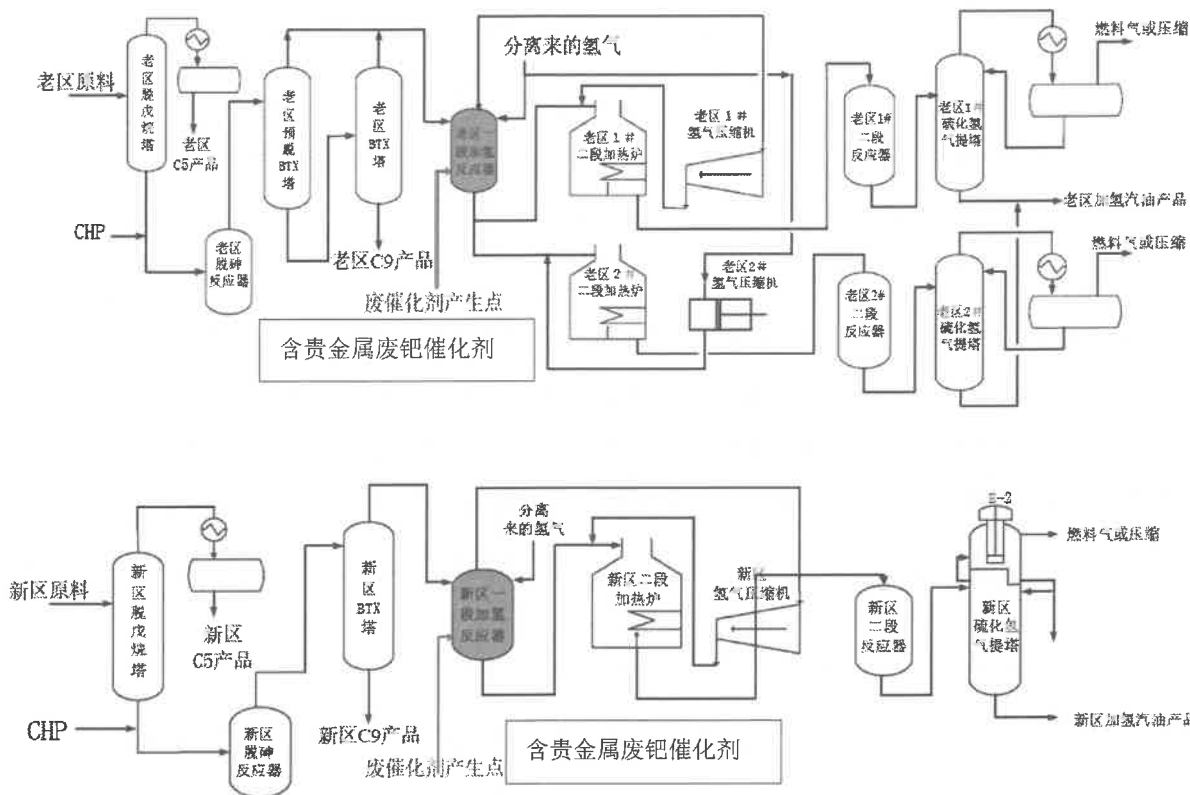 老区原料
老区脱戊烷塔
老区
C5产品
CHP
老区
脱砷
反应器
老区预脱BTX塔
老区BTX塔
老区C9产品
分离来的氢气
老区一
段加氢
反应器
废催化剂产生点
含贵金属废钯催化剂
老区1#
二段加热炉
老区1#
氢气压缩机
老区2#
二段加热炉
老区2#
氢气压缩机
老区1#
二段
反应器
老区1#
硫化氢
气提塔
燃料气或压缩
老区加氢汽油产品
老区2#
二段
反应器
老区2#
硫化氢
气提塔
燃料气或压缩
新区原料
新区脱戊烷塔
新区
C5产品
CHP
新区
脱砷
反应器
新区BTX塔
新区C9产品
分离
来的氢气
新区一
段加氢
反应器
废催化剂产生点
含贵金属废钯催化剂
新区二段
加热炉
新区
氢气压缩机
新区
二段
反应器
E-2
新区
硫化氢
气提塔
燃料气或压缩
新区加氢汽油产品